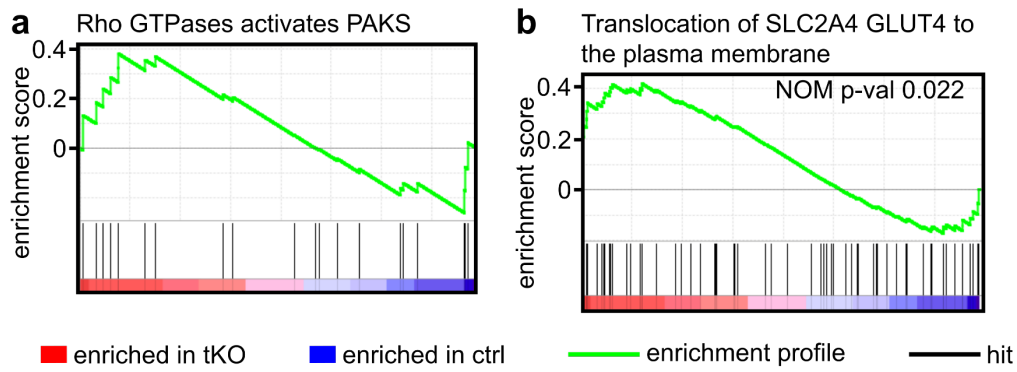 a
Rho GTPases activates PAKS
enrichment score
0.4
0.2
0
b
Translocation of SLC2A4 GLUT4 to
the plasma membrane
NOM p-val 0.022
enrichment score
0.4
0.2
0
enriched in tKO
enriched in ctrl
enrichment profile
hit